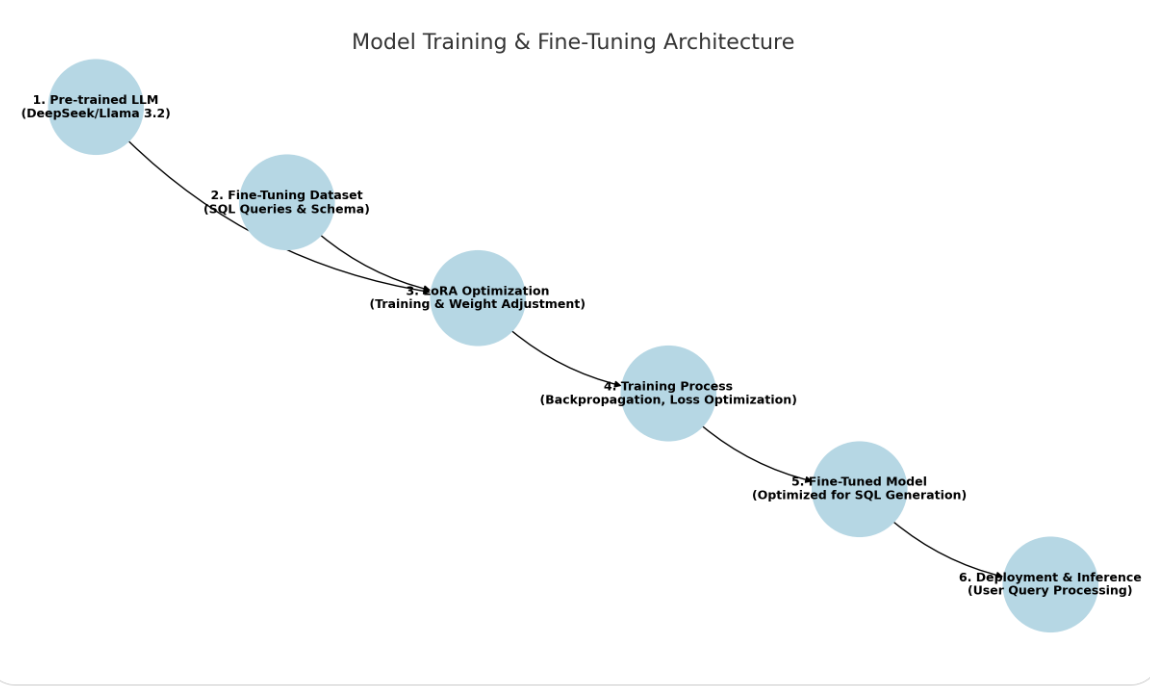 Model Training & Fine-Tuning Architecture
1. Pre-trained LLM
(DeepSeek/Llama 3.2)
2. Fine-Tuning Dataset
(SQL Queries & Schema)
3. LoRA Optimization
(Training & Weight Adjustment)
4. Training Process
(Backpropagation, Loss Optimization)
5. Fine-Tuned Model
(Optimized for SQL Generation)
6. Deployment & Inference
(User Query Processing)